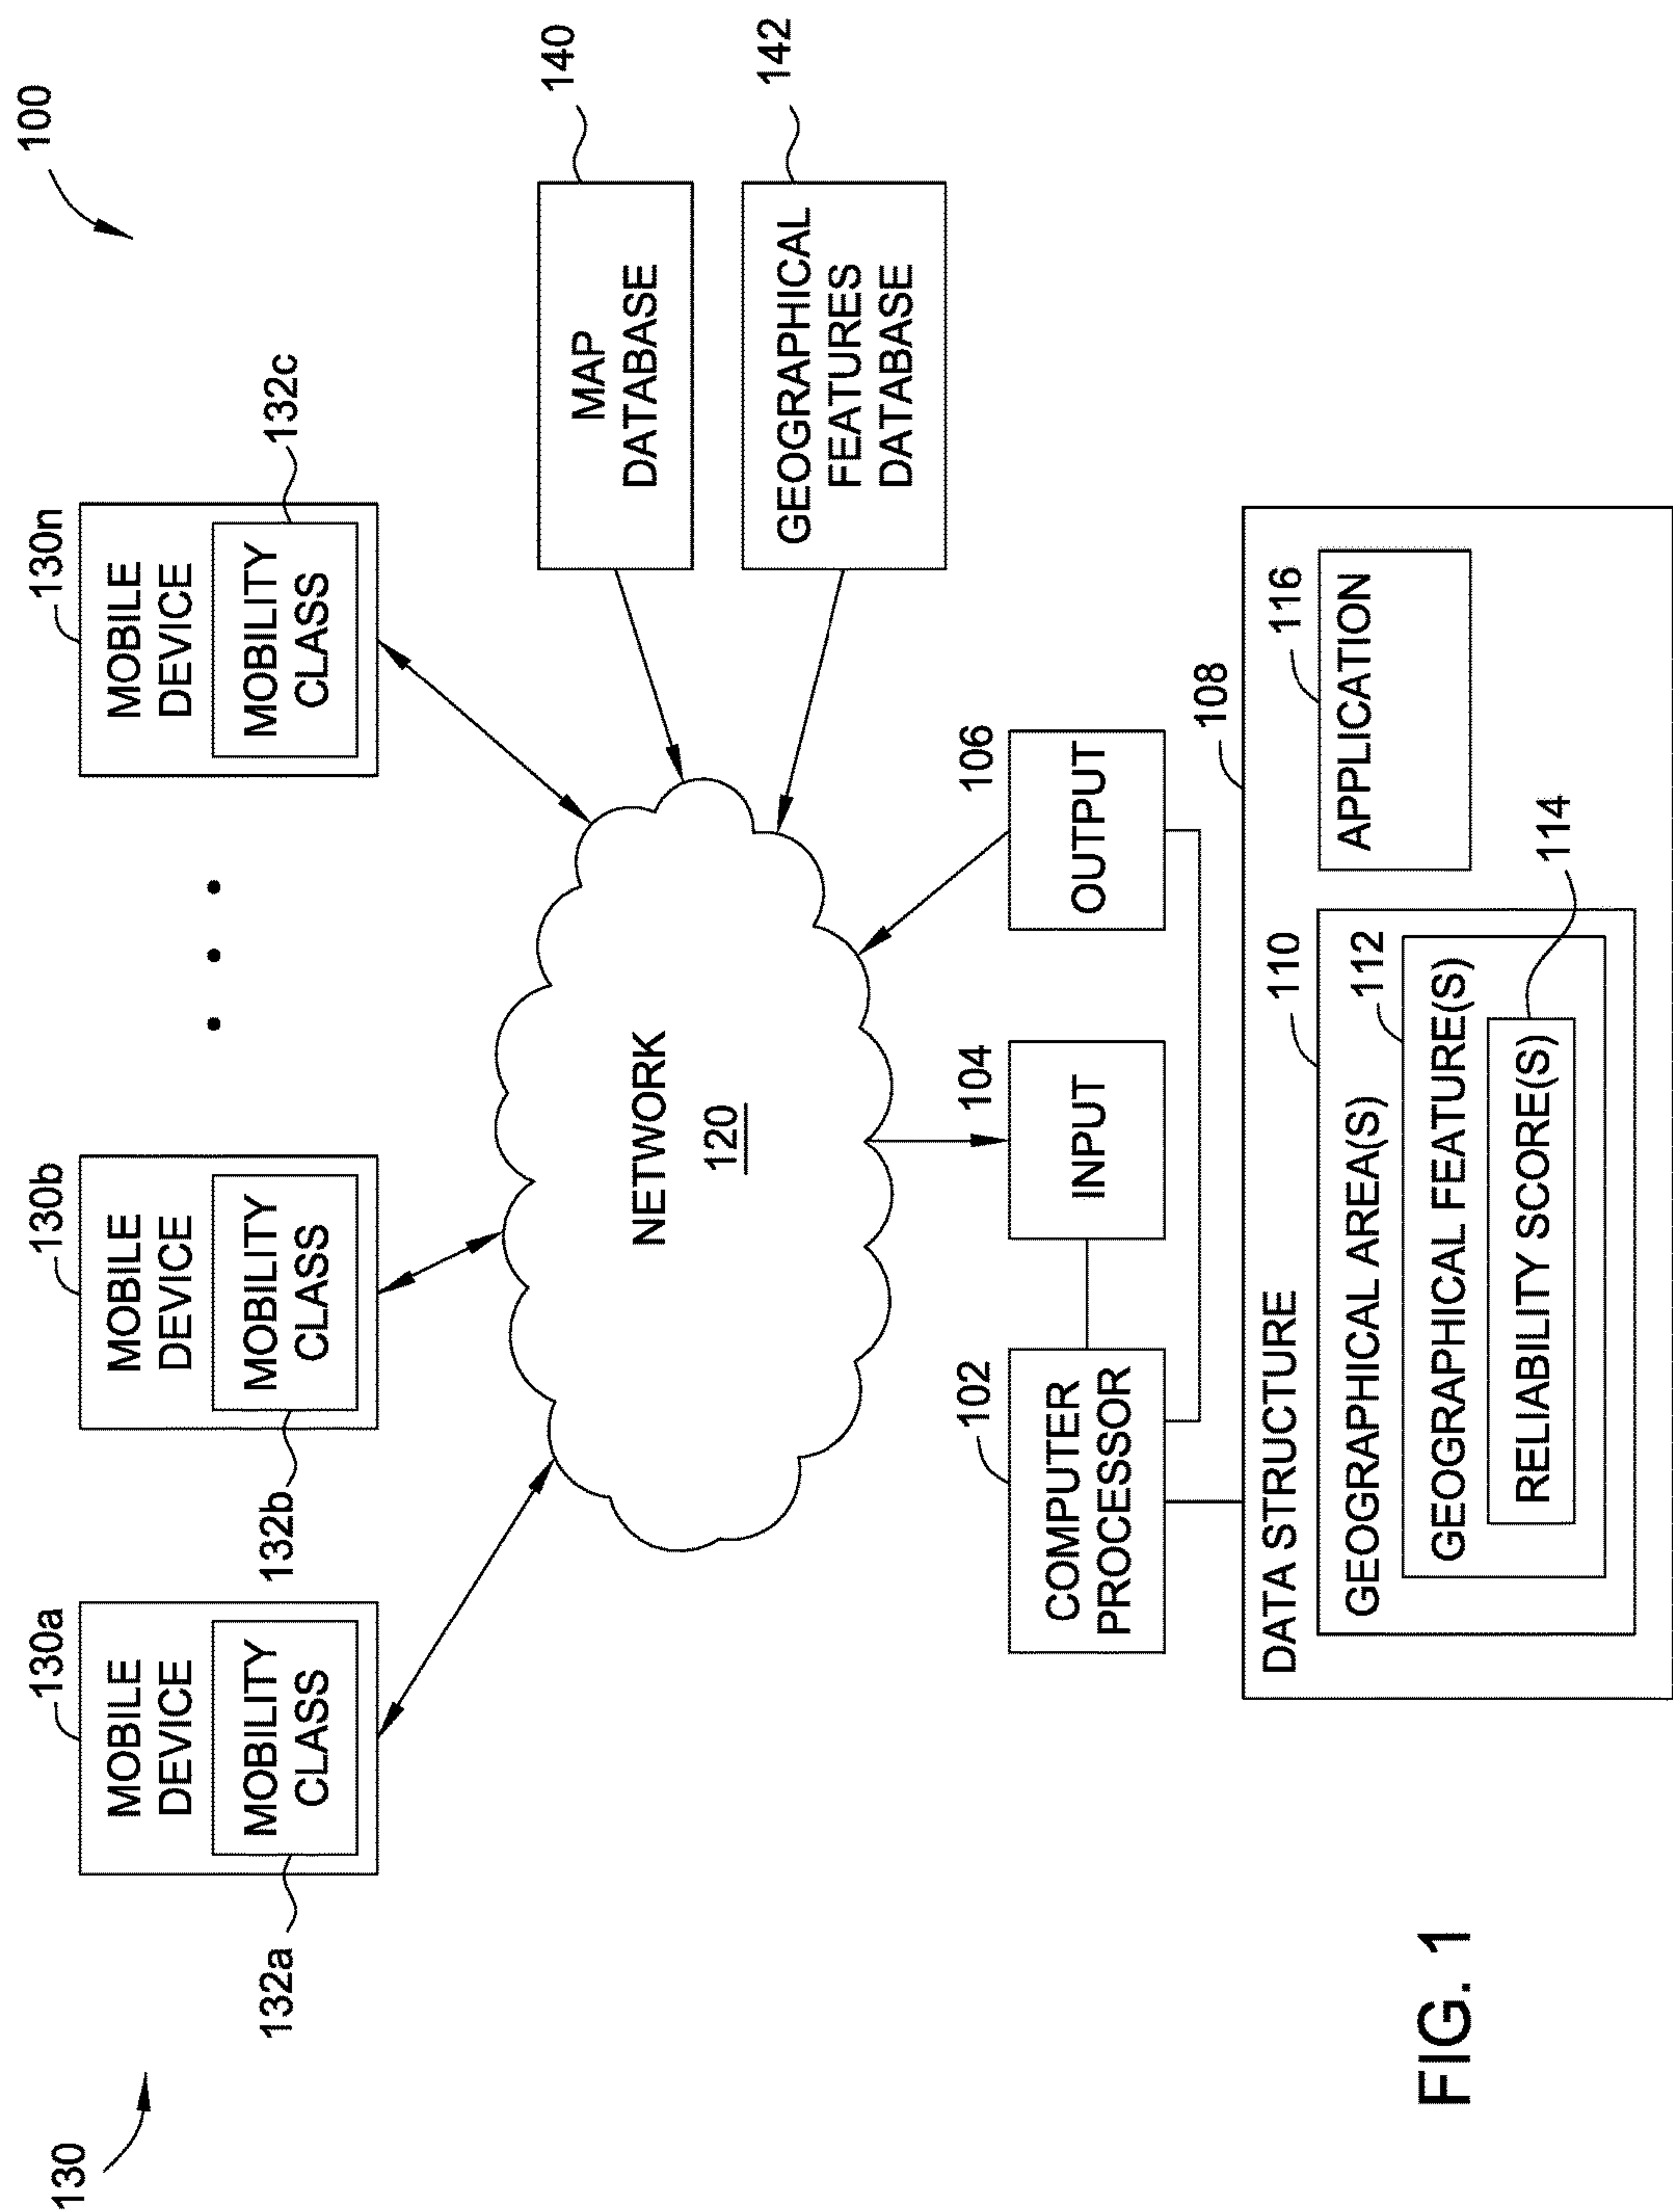 130
100
130a
MOBILE
DEVICE
MOBILITY
CLASS
132a
130b
MOBILE
DEVICE
MOBILITY
CLASS
132b
130n
MOBILE
DEVICE
MOBILITY
CLASS
132c
NETWORK
120
MAP
DATABASE
140
GEOGRAPHICAL
FEATURES
DATABASE
142
102
COMPUTER
PROCESSOR
104
INPUT
106
OUTPUT
108
DATA STRUCTURE
110
GEOGRAPHICAL AREA(S)
112
GEOGRAPHICAL FEATURE(S)
RELIABILITY SCORE(S)
114
116
APPLICATION
FIG. 1